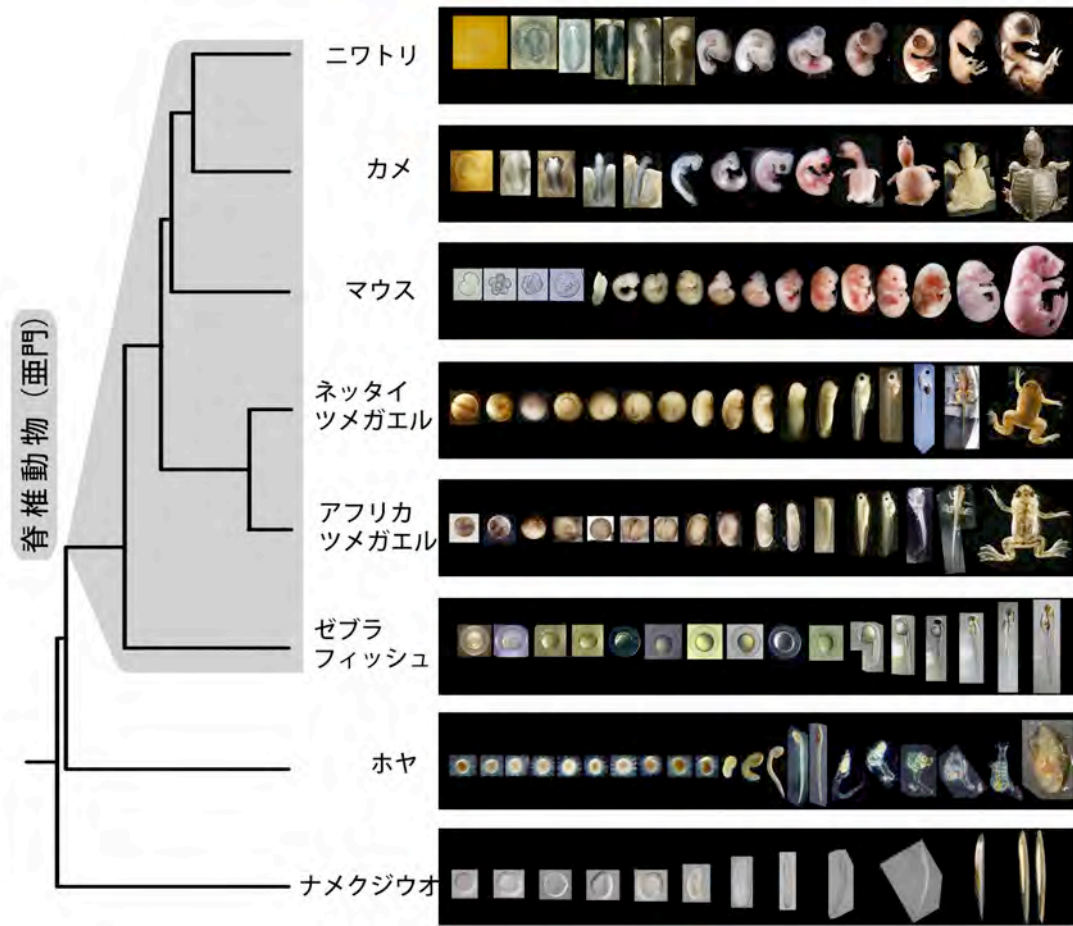 ニワトリ
カメ
マウス
ネッタイ
ツメガエル
アフリカ
ツメガエル
ゼブラ
フィッシュ
ホヤ
ナメクジウオ
脊椎動物（亜門）